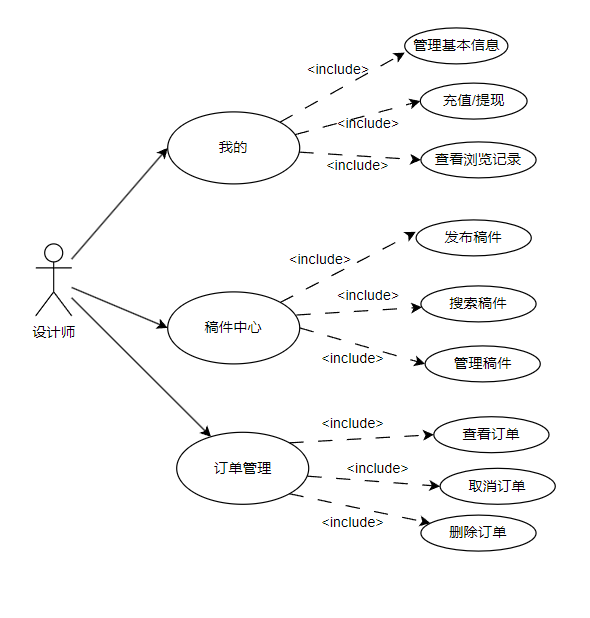 管理基本信息
<include>
充值/提现
<include>
我的
查看浏览记录
<include>
发布稿件
<include>
搜索稿件
<include>
稿件中心
设计师
<include>
管理稿件
<include>
查看订单
订单管理
<include>
取消订单
<include>
删除订单